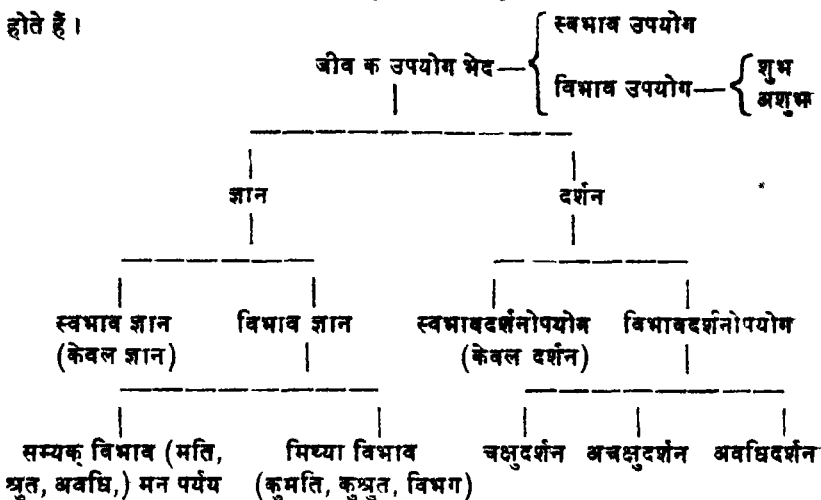 होते हैं।
स्वभाव उपयोग
जीव क उपयोग भेद — { विभाव उपयोग — { शुभ
अशुभ
ज्ञान दर्शन
स्वभाव ज्ञान विभाव ज्ञान स्वभावदर्शनोपयोग विभावदर्शनोपयोग
(केवल ज्ञान) (केवल दर्शन)
सम्यक् विभाव (मति, मिथ्या विभाव चक्षुदर्शन अचक्षुदर्शन अवधिदर्शन
श्रुत, अवधि,) मन पर्यय (कुमति, कुश्रुत, विभग)